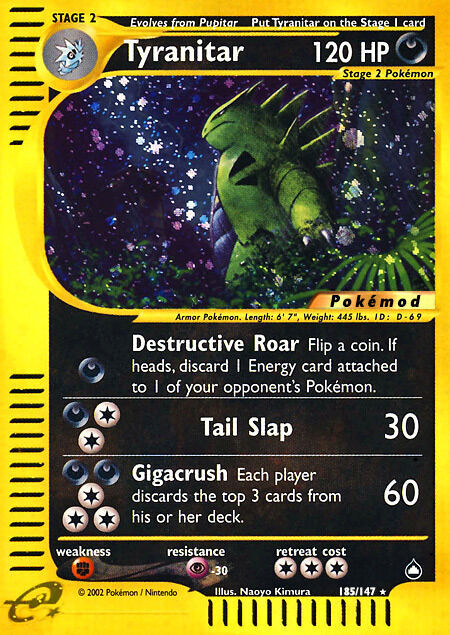 STAGE 2
Evolves from Pupitar Put Tyranitar on the Stage 1 card
Tyranitar 120 HP
Stage 2 Pokémon
Pokémod
Armor Pokémon. Length: 6' 7", Weight: 445 lbs. ID: D-69
Destructive Roar Flip a coin. If
heads, discard 1 Energy card attached
to 1 of your opponent's Pokémon.
Tail Slap 30
Gigacrush Each player
discards the top 3 cards from
his or her deck.
60
weakness resistance retreat cost
-30
© 2002 Pokémon / Nintendo Illus. Naoyo Kimura 185/147 ★
e